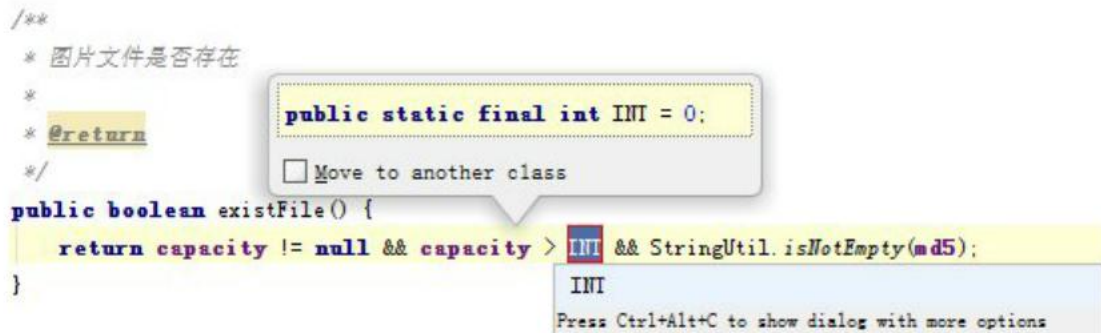 /**
* 图片文件是否存在
*
* @return
*/
public static final int INT = 0;
Move to another class
public boolean existFile() {
return capacity != null && capacity > INT && StringUtil.isNotEmpty(md5);
}
INT
Press Ctrl+Alt+C to show dialog with more options